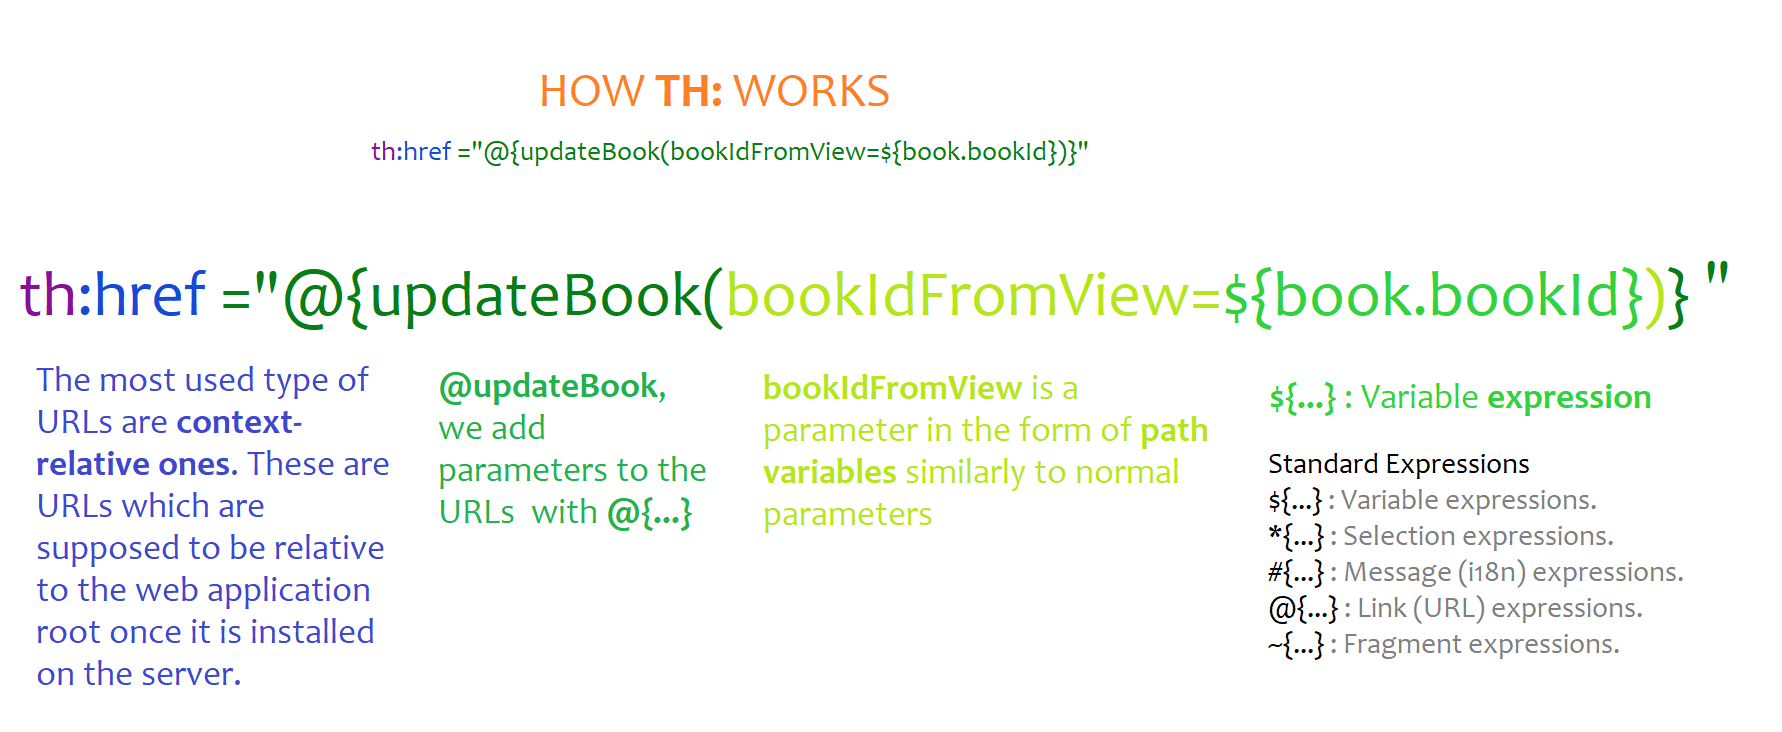 HOW TH: WORKS
th:href ="@{updateBook(bookIdFromView=${book.bookId})}"
th:href ="@{updateBook(bookIdFromView=${book.bookId})} "
The most used type of
URLs are context-
relative ones. These are
URLs which are
supposed to be relative
to the web application
root once it is installed
on the server.
@updateBook,
we add
parameters to the
URLs  with @{...}
bookIdFromView is a
parameter in the form of path
variables similarly to normal
parameters
${...} : Variable expression
Standard Expressions
${...} : Variable expressions.
*{...} : Selection expressions.
#{...} : Message (i18n) expressions.
@{...} : Link (URL) expressions.
~{...} : Fragment expressions.